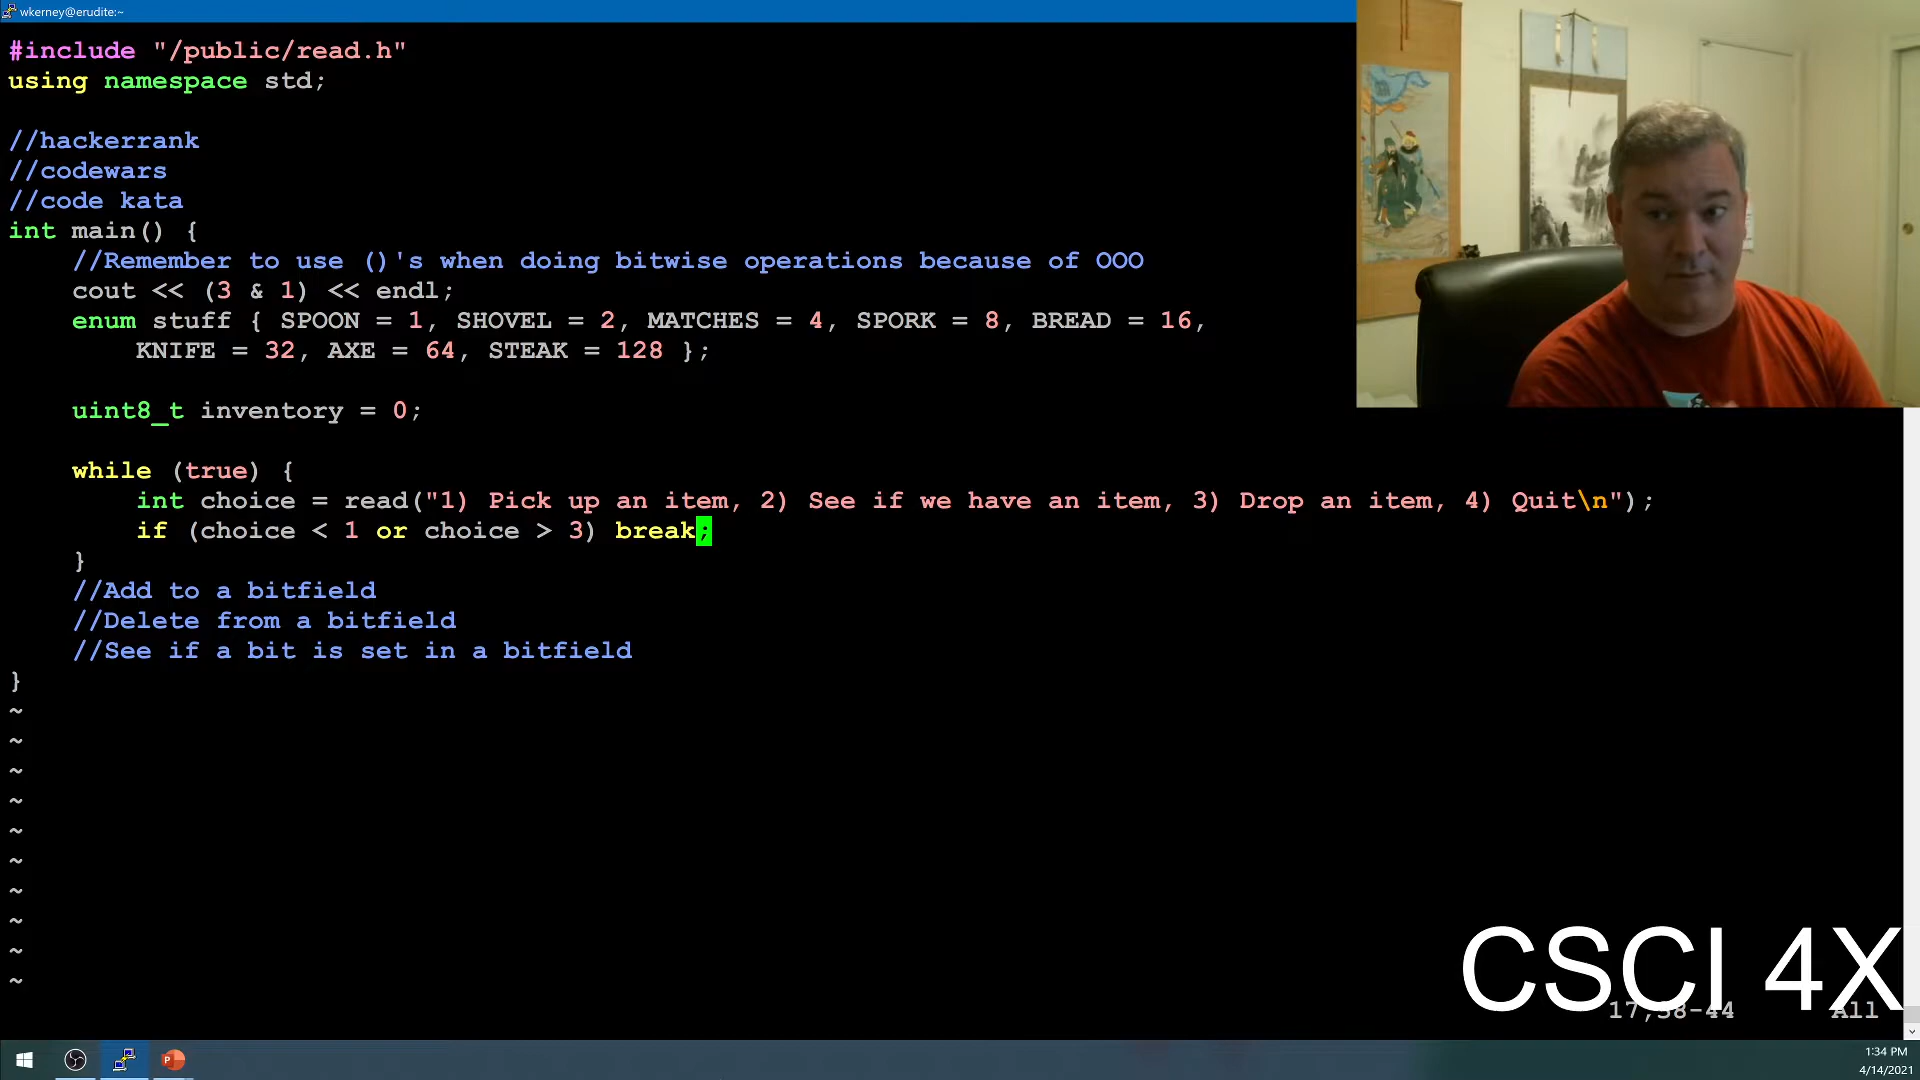 wkerney@erudite:~
#include "/public/read.h"
using namespace std;
//hackerrank
//codewars
//code kata
int main() {
    //Remember to use ()'s when doing bitwise operations because of OOO
    cout << (3 & 1) << endl;
    enum stuff { SPOON = 1, SHOVEL = 2, MATCHES = 4, SPORK = 8, BREAD = 16,
        KNIFE = 32, AXE = 64, STEAK = 128 };
    uint8_t inventory = 0;
    while (true) {
        int choice = read("1) Pick up an item, 2) See if we have an item, 3) Drop an item, 4) Quit\n");
        if (choice < 1 or choice > 3) break;
    }
    //Add to a bitfield
    //Delete from a bitfield
    //See if a bit is set in a bitfield
}
~
~
~
~
~
~
~
~
~
~
CSCI 4X
17,38-44 All
1:34 PM
4/14/2021